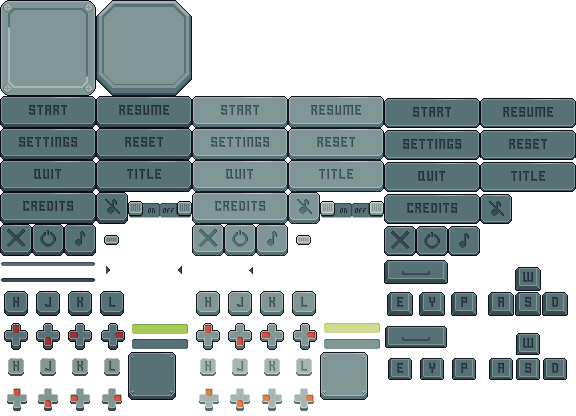 START RESUME START RESUME START RESUME
SETTINGS RESET SETTINGS RESET SETTINGS RESET
QUIT TITLE QUIT TITLE QUIT TITLE
CREDITS ON OFF CREDITS ON OFF CREDITS
W
H J K L H J K L E Y P A S D
W
H J K L H J K L E Y P A S D